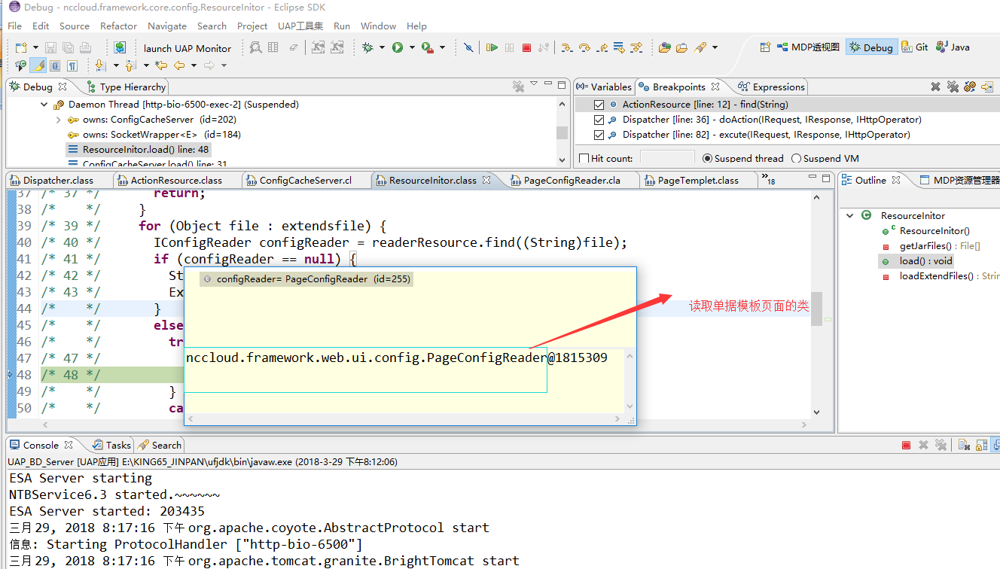 Debug - nccloud.framework.core.config.ResourceInitor - Eclipse SDK
File Edit Source Refactor Navigate Search Project UAP工具集 Run Window Help
launch UAP Monitor
MDP透视图 Debug Git Java
Debug Type Hierarchy
Daemon Thread [http-bio-6500-exec-2] (Suspended)
owns: ConfigCacheServer (id=202)
owns: SocketWrapper<E> (id=184)
ResourceInitor.load() line: 48
ConfigCacheServer.load() line: 31
(x)= Variables Breakpoints Expressions
ActionResource [line: 12] - find(String)
Dispatcher [line: 36] - doAction(IRequest, IResponse, IHttpOperator)
Dispatcher [line: 82] - excute(IRequest, IResponse, IHttpOperator)
Hit count: Suspend thread Suspend VM
Dispatcher.class ActionResource.class ConfigCacheServer.cl ResourceInitor.class PageConfigReader.cla PageTemplet.class »18
37 /* 37 */ return;
38 /* */ }
39 /* 39 */ for (Object file : extendsfile) {
40 /* 40 */ IConfigReader configReader = readerResource.find((String)file);
41 /* 41 */ if (configReader == null) {
42 /* 42 */ St
43 /* 43 */ Ex
44 /* */ }
45 /* */ else
46 /* */ tr
47 /* 47 */
48 /* 48 */
49 /* */ }
50 /* */ ca
configReader= PageConfigReader (id=255)
nccloud.framework.web.ui.config.PageConfigReader@1815309
读取单据模板页面的类
Outline MDP资源管理器
ResourceInitor
ResourceInitor()
getJarFiles() : File[]
load() : void
loadExtendFiles() : Strin
Console Tasks Search
UAP_BD_Server [UAP应用] E:\KING65_JINPAN\ufjdk\bin\javaw.exe (2018-3-29 下午8:12:06)
ESA Server starting
NTBService6.3 started.~~~~~~
ESA Server started: 203435
三月 29, 2018 8:17:16 下午 org.apache.coyote.AbstractProtocol start
信息: Starting ProtocolHandler ["http-bio-6500"]
三月 29, 2018 8:17:16 下午 org.apache.tomcat.granite.BrightTomcat start